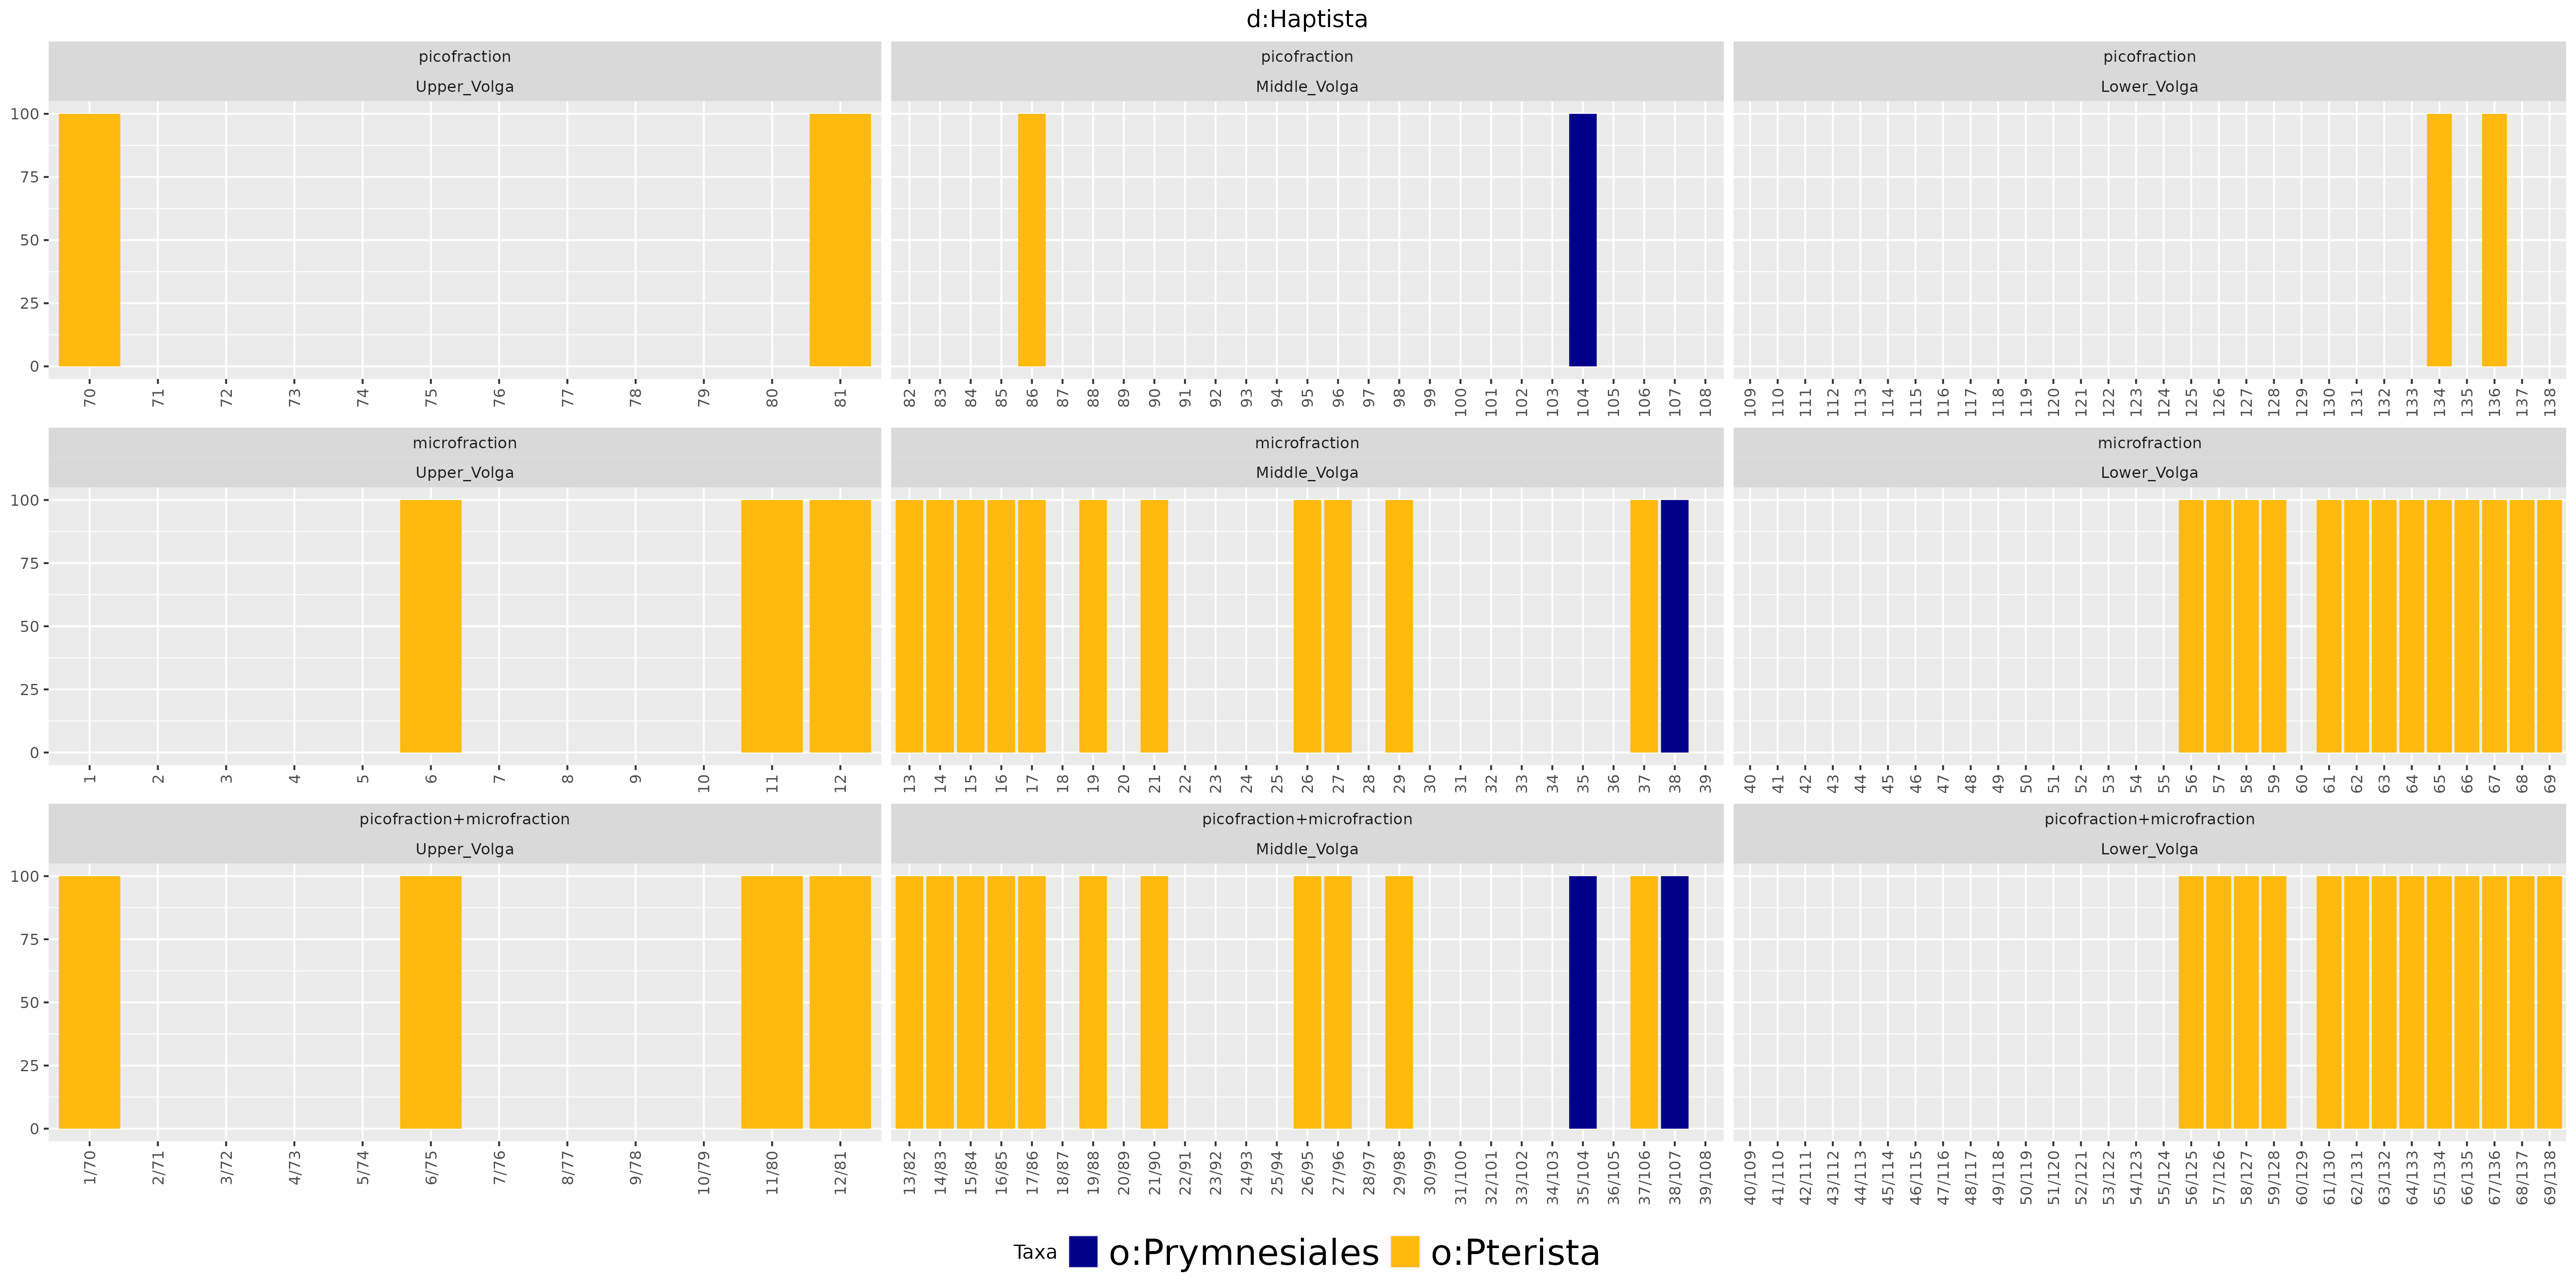 d:Haptista
picofraction picofraction picofraction
Upper_Volga Middle_Volga Lower_Volga
100
75
50
25
0
70 71 72 73 74 75 76 77 78 79 80 81 82 83 84 85 86 87 88 89 90 91 92 93 94 95 96 97 98 99 100 101 102 103 104 105 106 107 108 109 110 111 112 113 114 115 116 117 118 119 120 121 122 123 124 125 126 127 128 129 130 131 132 133 134 135 136 137 138
microfraction microfraction microfraction
Upper_Volga Middle_Volga Lower_Volga
100
75
50
25
0
1 2 3 4 5 6 7 8 9 10 11 12 13 14 15 16 17 18 19 20 21 22 23 24 25 26 27 28 29 30 31 32 33 34 35 36 37 38 39 40 41 42 43 44 45 46 47 48 49 50 51 52 53 54 55 56 57 58 59 60 61 62 63 64 65 66 67 68 69
picofraction+microfraction picofraction+microfraction picofraction+microfraction
Upper_Volga Middle_Volga Lower_Volga
100
75
50
25
0
1/70 2/71 3/72 4/73 5/74 6/75 7/76 8/77 9/78 10/79 11/80 12/81 13/82 14/83 15/84 16/85 17/86 18/87 19/88 20/89 21/90 22/91 23/92 24/93 25/94 26/95 27/96 28/97 29/98 30/99 31/100 32/101 33/102 34/103 35/104 36/105 37/106 38/107 39/108 40/109 41/110 42/111 43/112 44/113 45/114 46/115 47/116 48/117 49/118 50/119 51/120 52/121 53/122 54/123 55/124 56/125 57/126 58/127 59/128 60/129 61/130 62/131 63/132 64/133 65/134 66/135 67/136 68/137 69/138
Taxa o:Prymnesiales o:Pterista